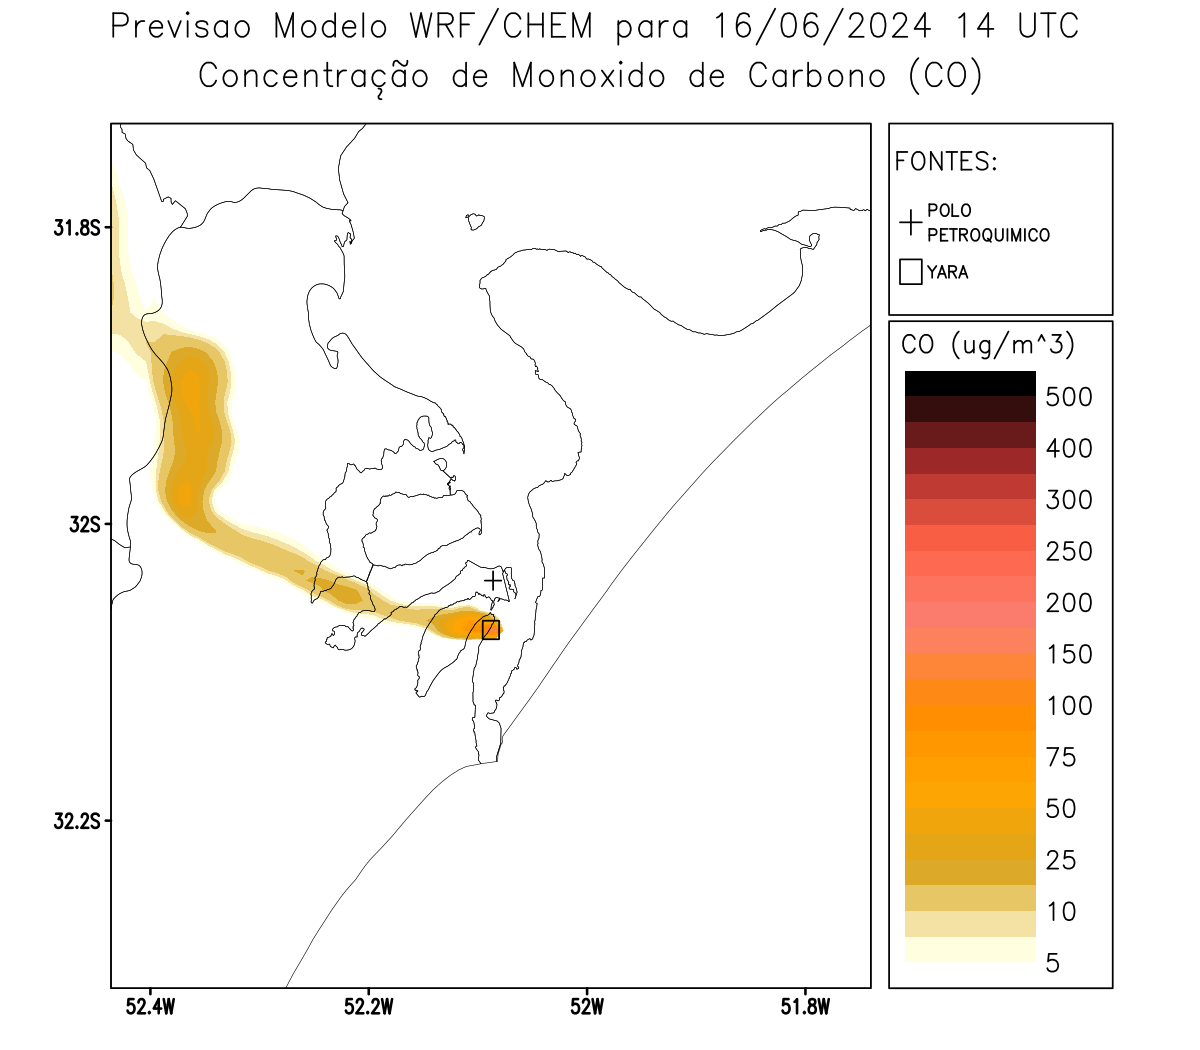 Previsao Modelo WRF/CHEM para 16/06/2024 14 UTC
Concentração de Monoxido de Carbono (CO)
FONTES:
POLO
PETROQUIMICO
YARA
CO (ug/m^3)
500
400
300
250
200
150
100
75
50
25
10
5
31.8S
32S
32.2S
52.4W
52.2W
52W
51.8W